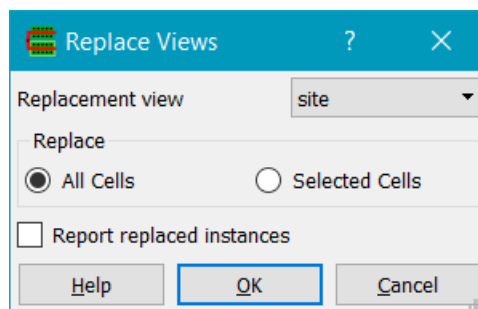 Replace Views ?
Replacement view site
Replace
All Cells Selected Cells
Report replaced instances
Help OK Cancel